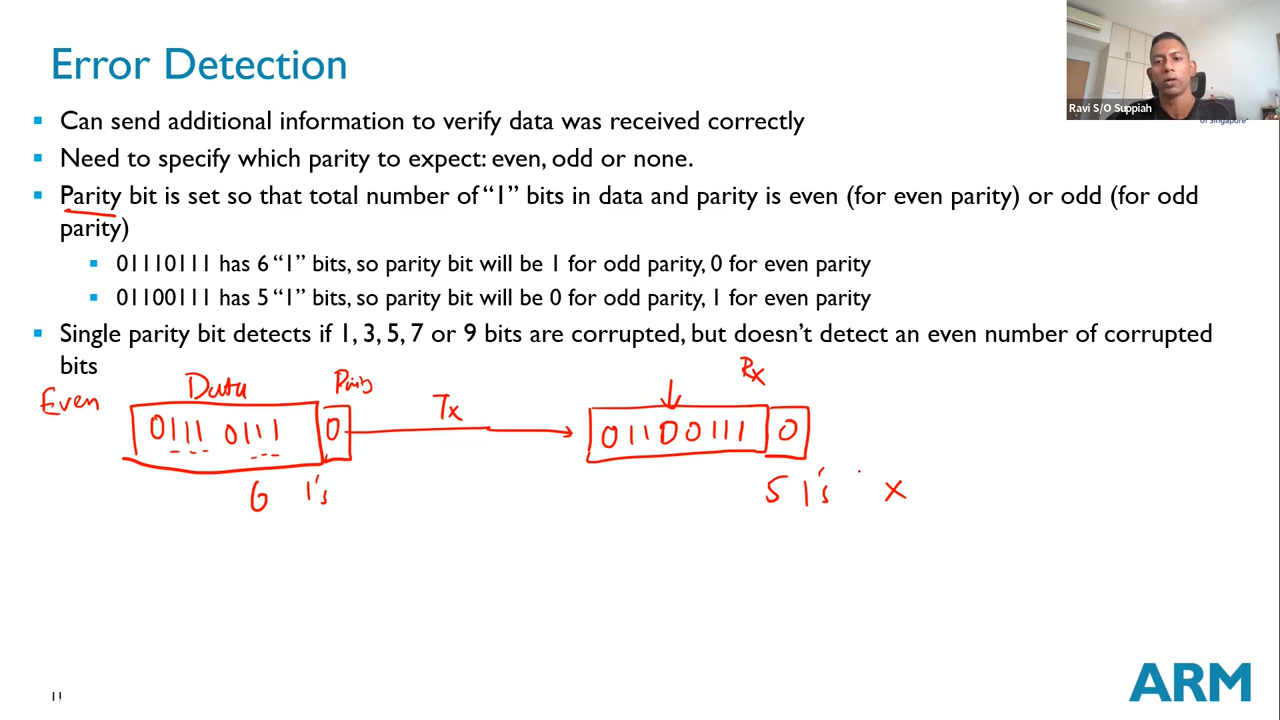 Error Detection
Ravi S/O Suppiah
of Singapore
Can send additional information to verify data was received correctly
Need to specify which parity to expect: even, odd or none.
Parity bit is set so that total number of “1” bits in data and parity is even (for even parity) or odd (for odd
parity)
01110111 has 6 “1” bits, so parity bit will be 1 for odd parity, 0 for even parity
01100111 has 5 “1” bits, so parity bit will be 0 for odd parity, 1 for even parity
Single parity bit detects if 1, 3, 5, 7 or 9 bits are corrupted, but doesn’t detect an even number of corrupted
bits
Even Data Tx Rx
0111 0111 0 01100111 0
6 1's 5 1's x
11
ARM